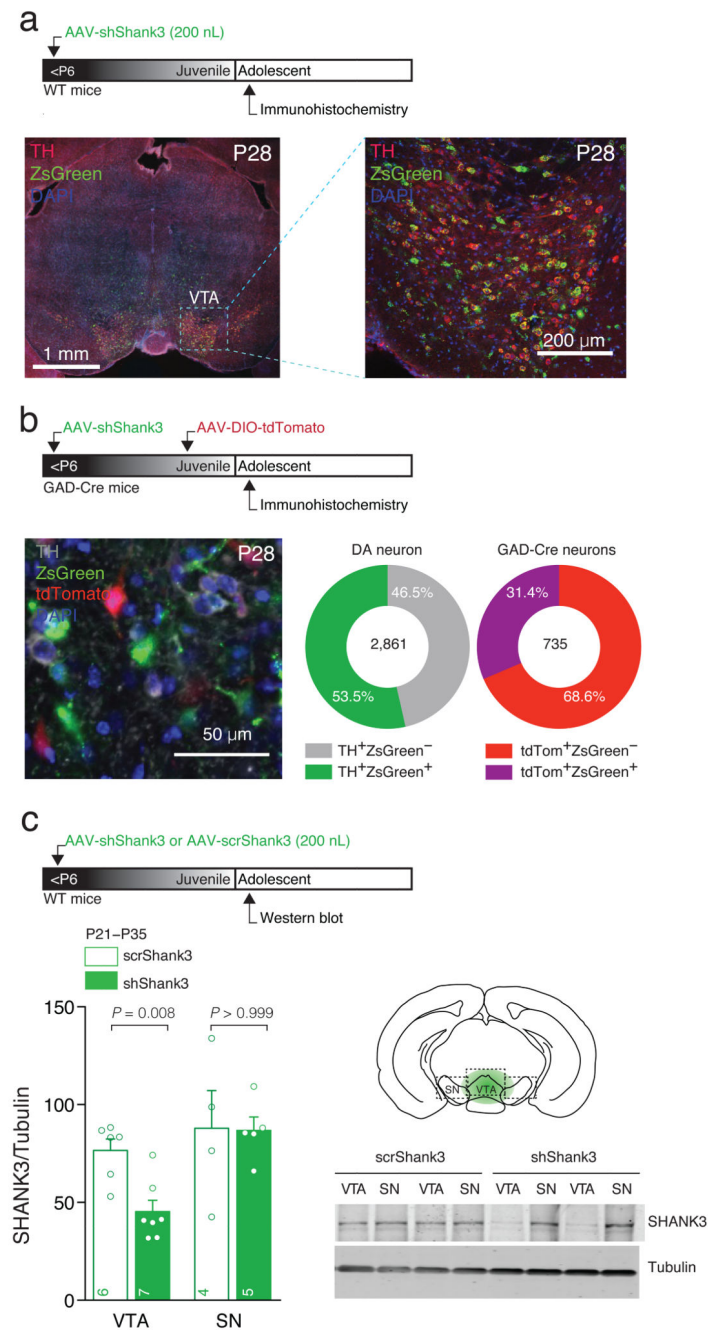 a
AAV-shShank3 (200 nL)
<P6 Juvenile Adolescent
WT mice
Immunohistochemistry
TH
ZsGreen
DAPI
P28
VTA
1 mm
TH
ZsGreen
DAPI
P28
200 μm
b
AAV-shShank3 AAV-DIO-tdTomato
<P6 Juvenile Adolescent
GAD-Cre mice
Immunohistochemistry
TH
ZsGreen
tdTomato
DAPI
P28
50 μm
DA neuron
46.5%
2,861
53.5%
TH⁺ZsGreen⁻
TH⁺ZsGreen⁺
GAD-Cre neurons
31.4%
735
68.6%
tdTom⁺ZsGreen⁻
tdTom⁺ZsGreen⁺
c
AAV-shShank3 or AAV-scrShank3 (200 nL)
<P6 Juvenile Adolescent
WT mice
Western blot
P21–P35
scrShank3
shShank3
SHANK3/Tubulin
150
100
50
0
P = 0.008 P > 0.999
6 7 4 5
VTA SN
SN VTA
scrShank3 shShank3
VTA SN VTA SN VTA SN VTA SN
SHANK3
Tubulin